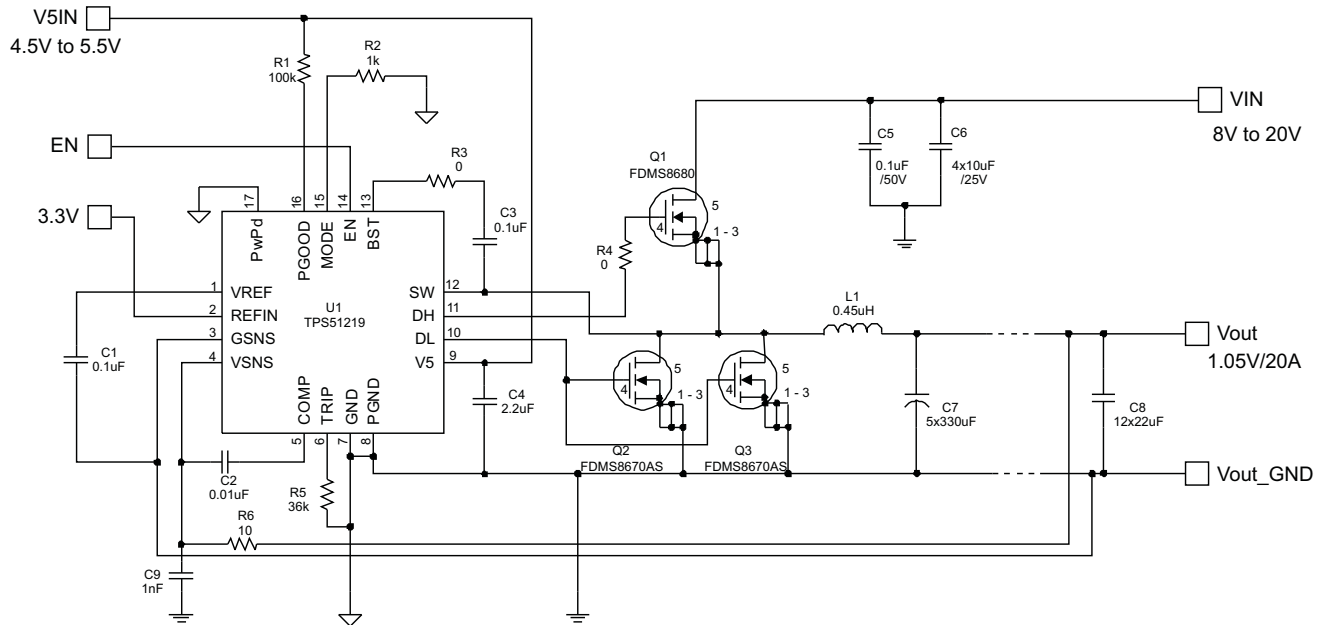 V5IN
4.5V to 5.5V
R1
100k
R2
1k
EN
3.3V
R3
0
C3
0.1uF
R4
0
Q1
FDMS8680
5
4
1 - 3
C5
0.1uF
/50V
C6
4x10uF
/25V
VIN
8V to 20V
17
16
15
14
13
PwPd
PGOOD
MODE
EN
BST
1
VREF
2
REFIN
3
GSNS
4
VSNS
U1
TPS51219
SW
12
DH
11
DL
10
V5
9
COMP
TRIP
GND
PGND
5
6
7
8
C1
0.1uF
C4
2.2uF
5
4
1 - 3
Q2
FDMS8670AS
5
4
1 - 3
Q3
FDMS8670AS
L1
0.45uH
C7
5x330uF
C8
12x22uF
Vout
1.05V/20A
Vout_GND
C2
0.01uF
R5
36k
R6
10
C9
1nF